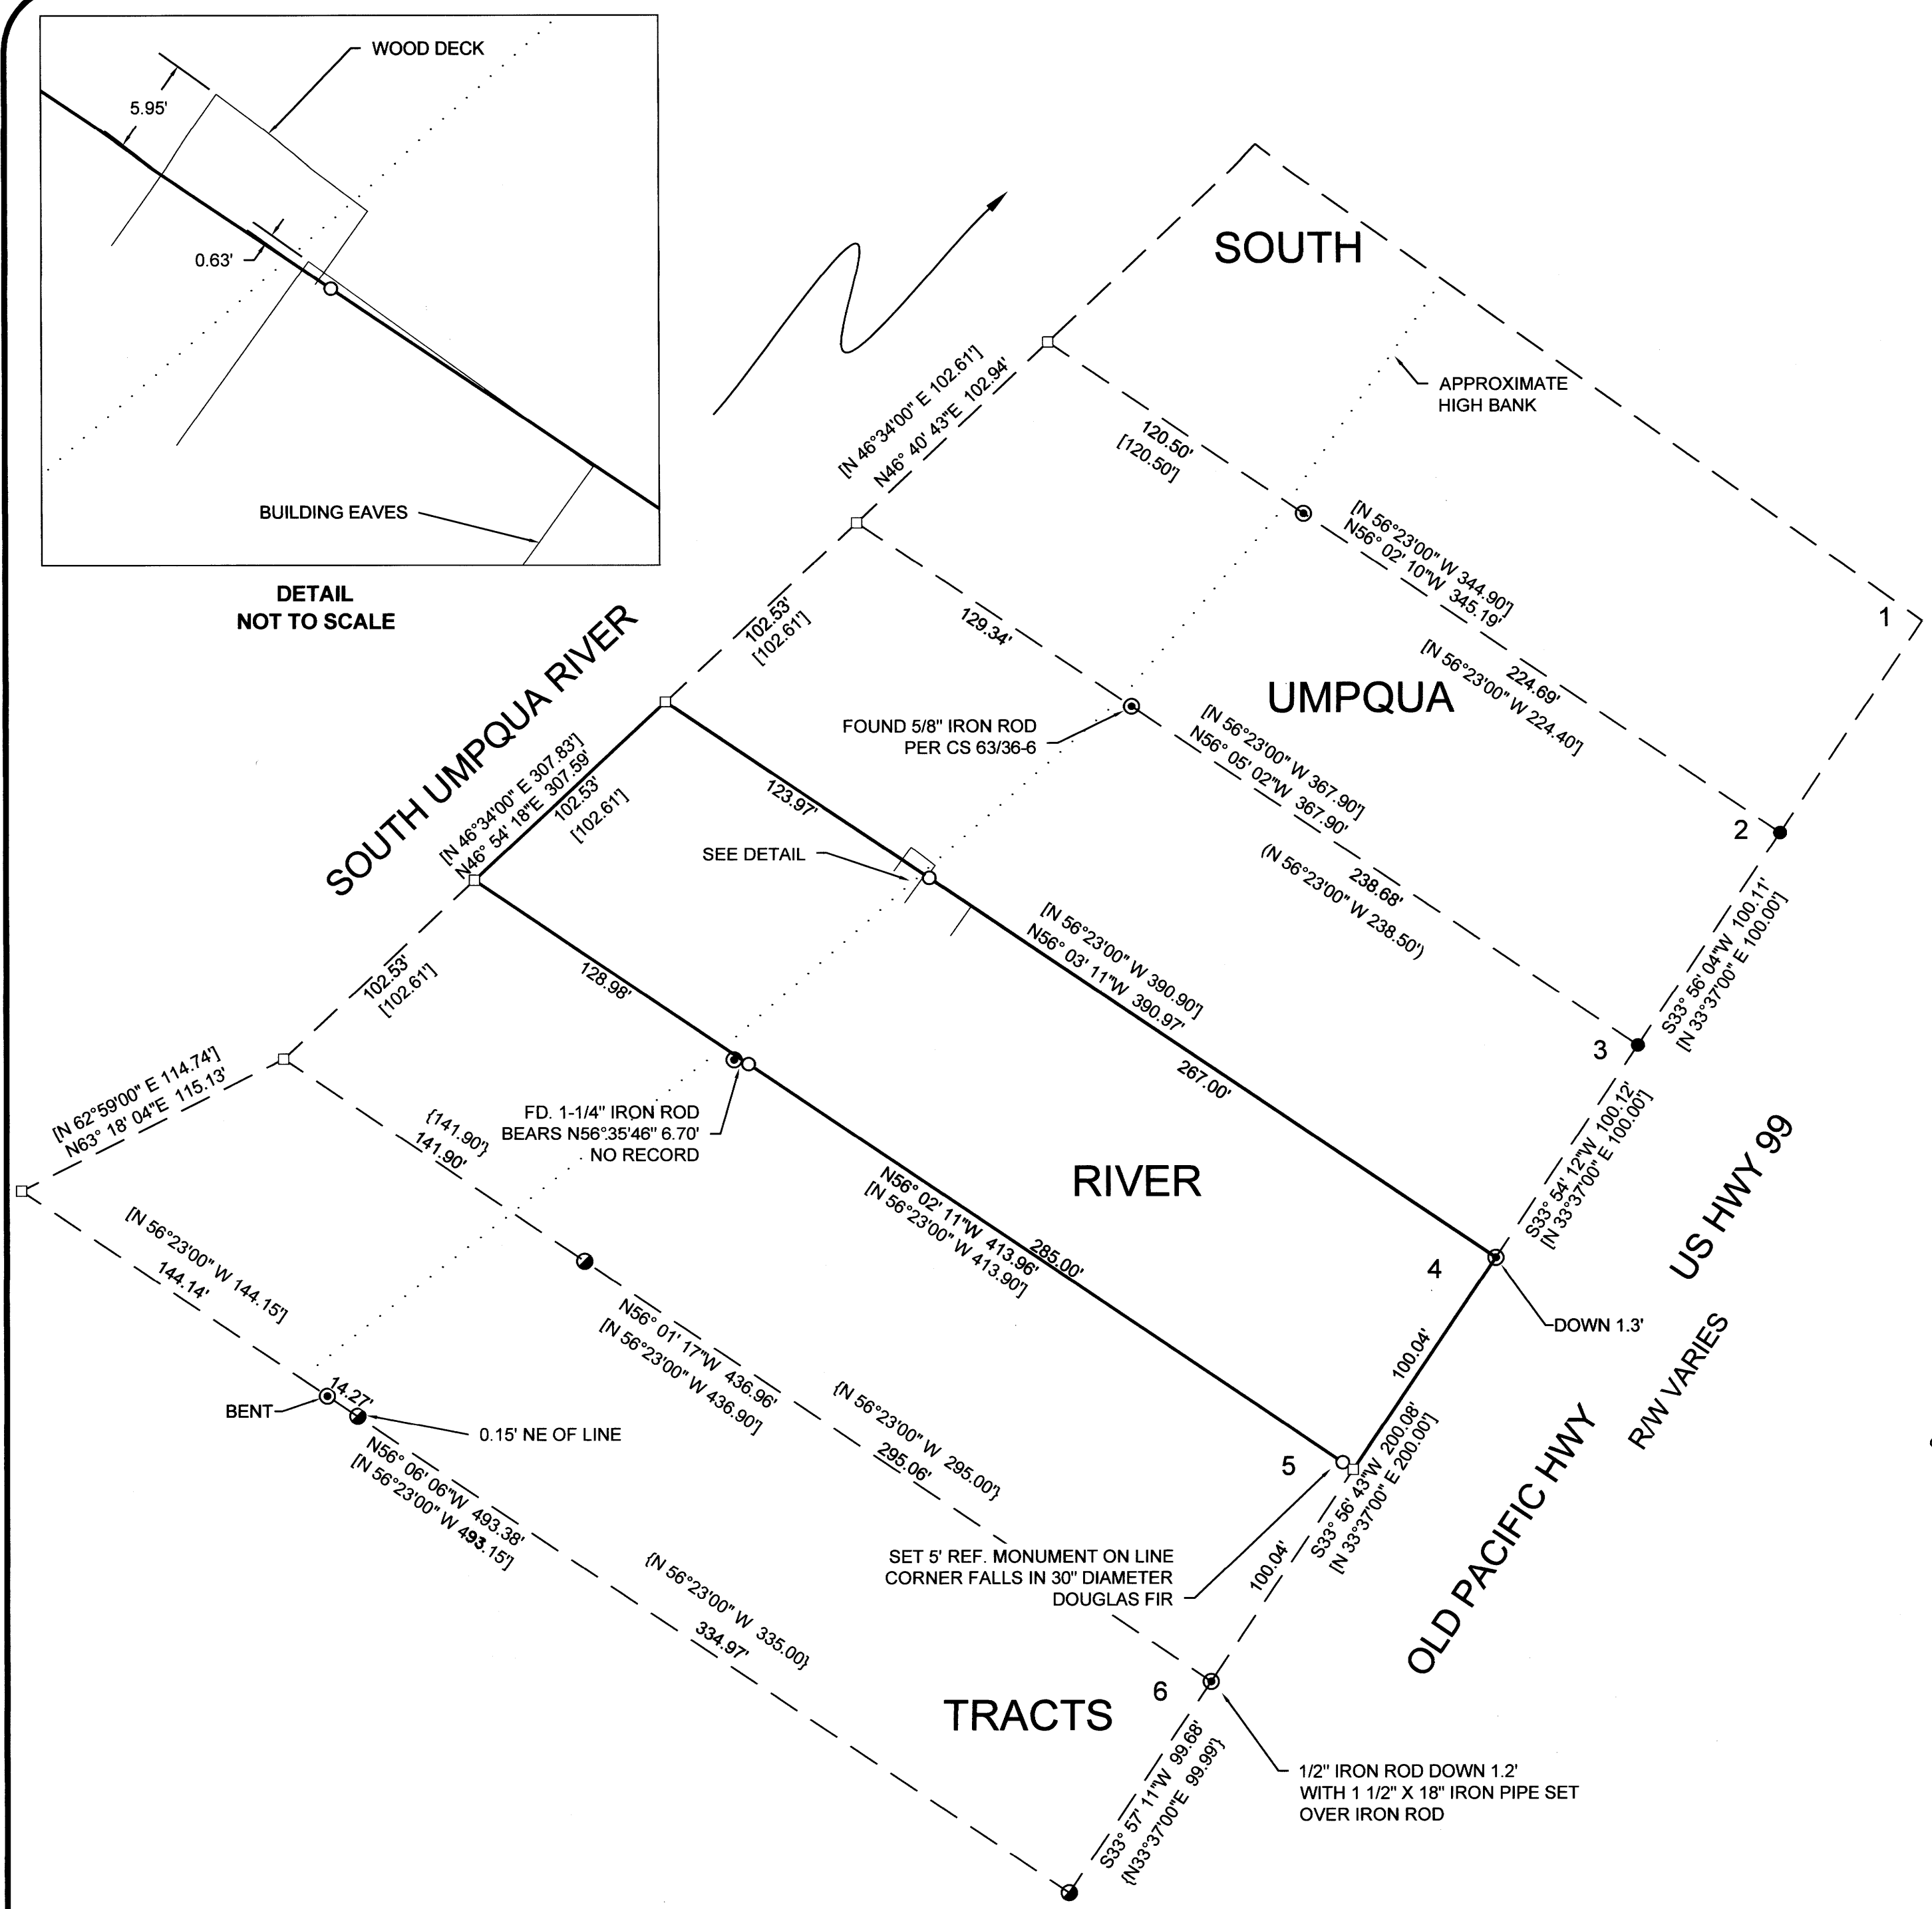 WOOD DECK
5.95'
0.63'
BUILDING EAVES
DETAIL
NOT TO SCALE
SOUTH
APPROXIMATE
HIGH BANK
[N 46°34'00" E 102.61']
N46° 40' 43"E 102.94'
120.50'
[120.50']
[N 56°23'00" W 344.90']
N56° 02' 10"W 345.19'
224.69'
[N 56°23'00" W 224.40']
1
102.53'
[102.61']
129.34'
UMPQUA
FOUND 5/8" IRON ROD
PER CS 63/36-6
[N 56°23'00" W 367.90']
N56° 05' 02"W 367.90'
238.68'
(N 56°23'00" W 238.50')
2
SOUTH UMPQUA RIVER
[N 46°34'00" E 307.83']
N46° 54' 18"E 307.59'
102.53'
[102.61']
123.97'
SEE DETAIL
[N 56°23'00" W 390.90']
N56° 03' 11"W 390.97'
267.00'
S33° 56' 04"W 100.11'
[N 33°37'00" E 100.00']
3
102.53'
[102.61']
128.98'
FD. 1-1/4" IRON ROD
BEARS N56°35'46" 6.70'
NO RECORD
[N 62°59'00" E 114.74']
N63° 18' 04"E 115.13'
{141.90'}
141.90'
N56° 02' 11"W 413.96'
[N 56°23'00" W 413.90']
285.00'
RIVER
S33° 54' 12"W 100.12'
[N 33°37'00" E 100.00']
US HWY 99
4
DOWN 1.3'
[N 56°23'00" W 144.15']
144.14'
N56° 01' 17"W 436.96'
[N 56°23'00" W 436.90']
{N 56°23'00" W 295.00'}
295.06'
100.04'
R/W VARIES
BENT
14.27'
0.15' NE OF LINE
N56° 06' 06"W 493.38'
[N 56°23'00" W 493.15']
5
S33° 56' 43"W 200.08'
[N 33°37'00" E 200.00']
OLD PACIFIC HWY
SET 5' REF. MONUMENT ON LINE
CORNER FALLS IN 30" DIAMETER
DOUGLAS FIR
100.04'
{N 56°23'00" W 335.00'}
334.97'
TRACTS
6
S33° 57' 11"W 99.68'
{N33°37'00"E 99.99'}
1/2" IRON ROD DOWN 1.2'
WITH 1 1/2" X 18" IRON PIPE SET
OVER IRON ROD